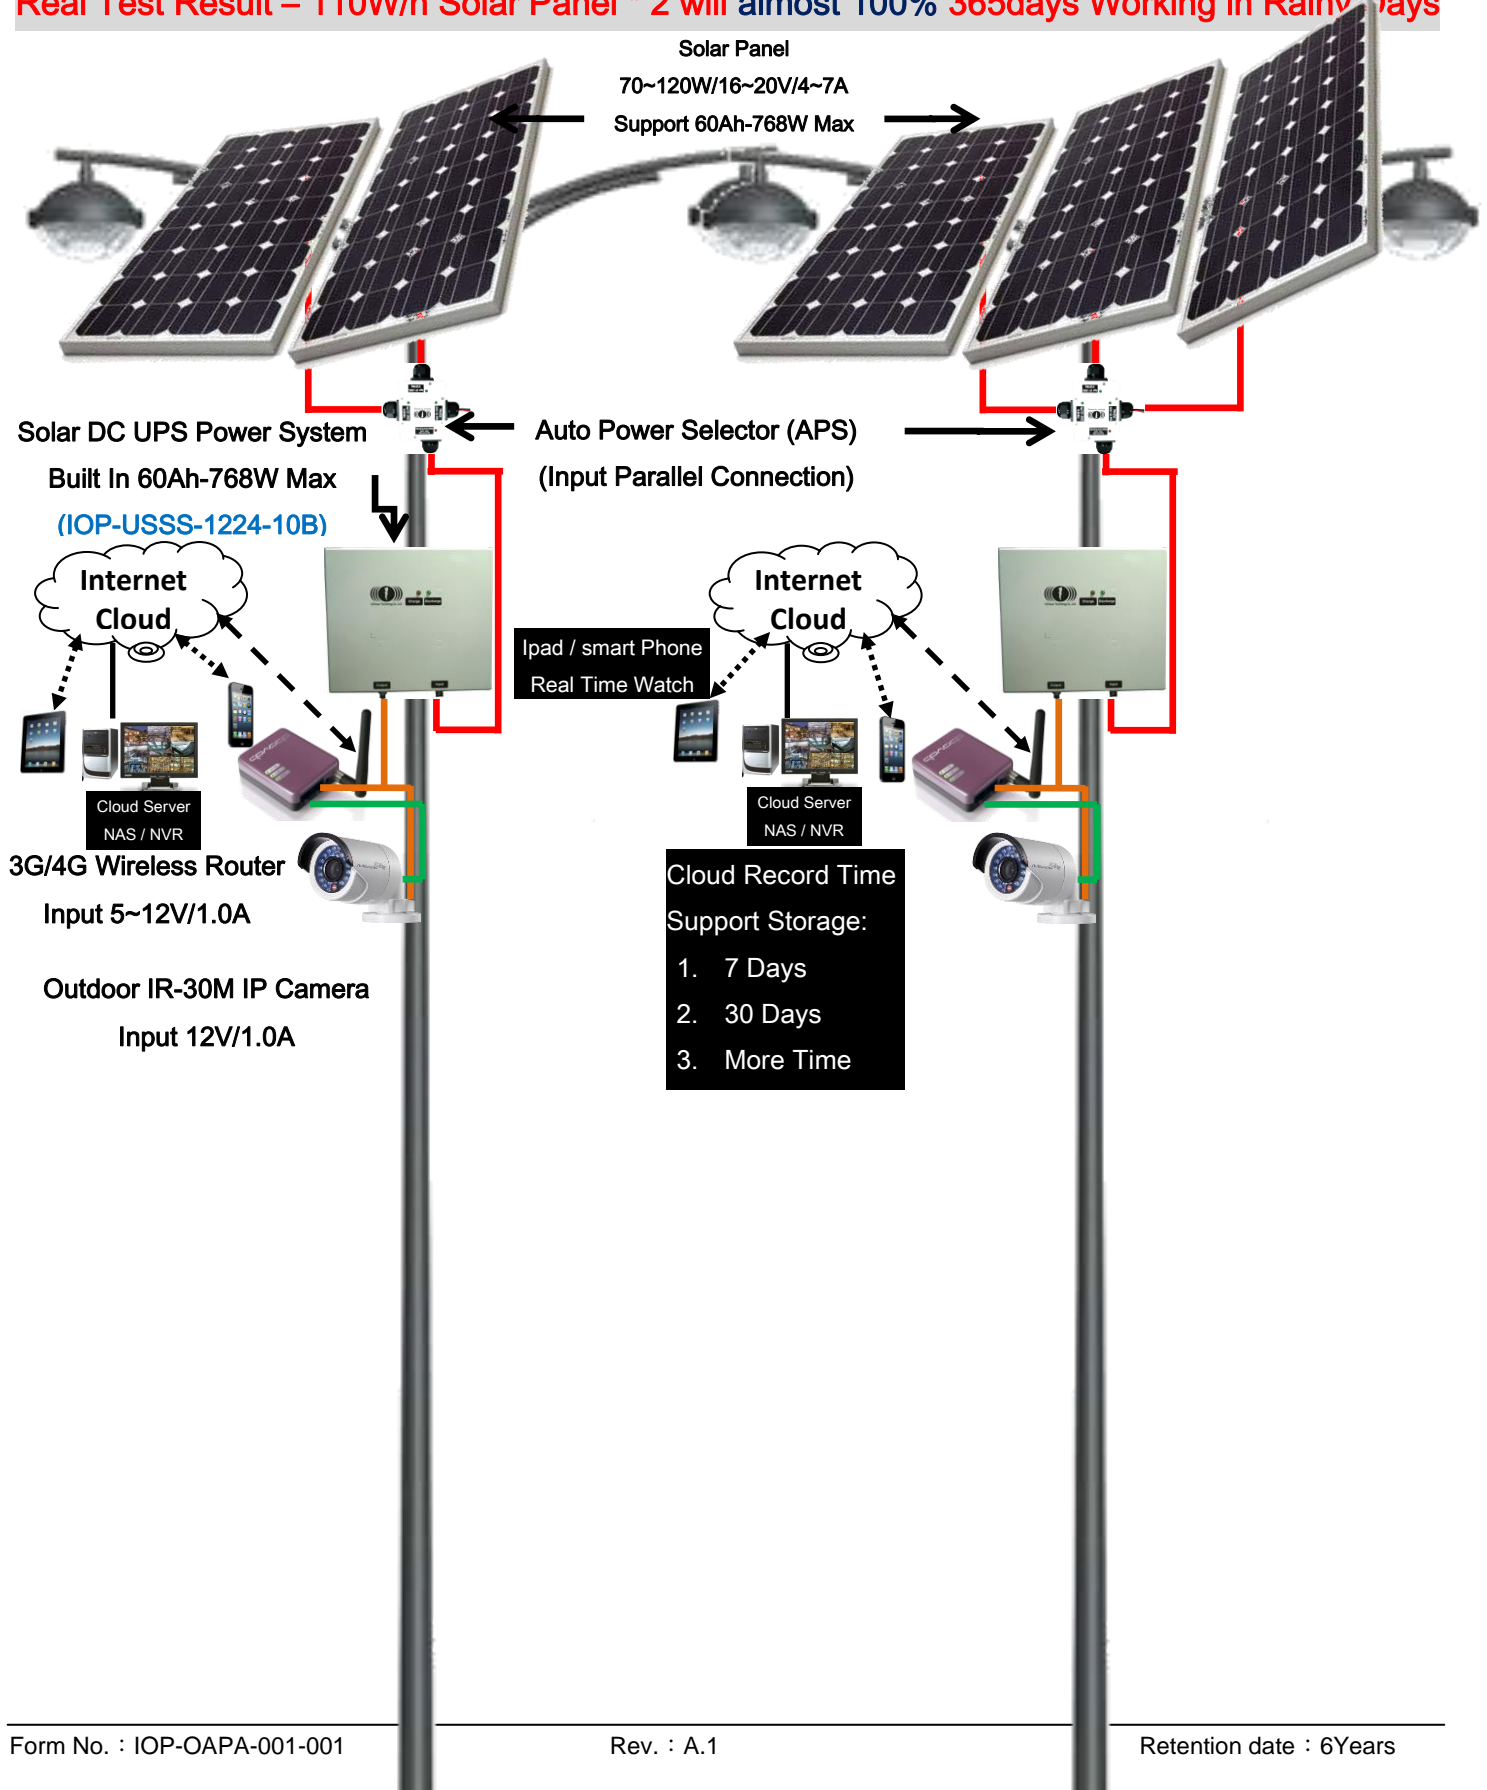 Real Test Result – 110W/h Solar Panel * 2 will almost 100% 365days Working in Rainy Days
Solar Panel
70~120W/16~20V/4~7A
Support 60Ah-768W Max
Solar DC UPS Power System
Built In 60Ah-768W Max
(IOP-USSS-1224-10B)
Auto Power Selector (APS)
(Input Parallel Connection)
Internet
Cloud
Internet
Cloud
Ipad / smart Phone
Real Time Watch
Cloud Server
NAS / NVR
Cloud Server
NAS / NVR
3G/4G Wireless Router
Input 5~12V/1.0A
Outdoor IR-30M IP Camera
Input 12V/1.0A
Cloud Record Time
Support Storage:
1. 7 Days
2. 30 Days
3. More Time
Form No.：IOP-OAPA-001-001
Rev.：A.1
Retention date：6Years